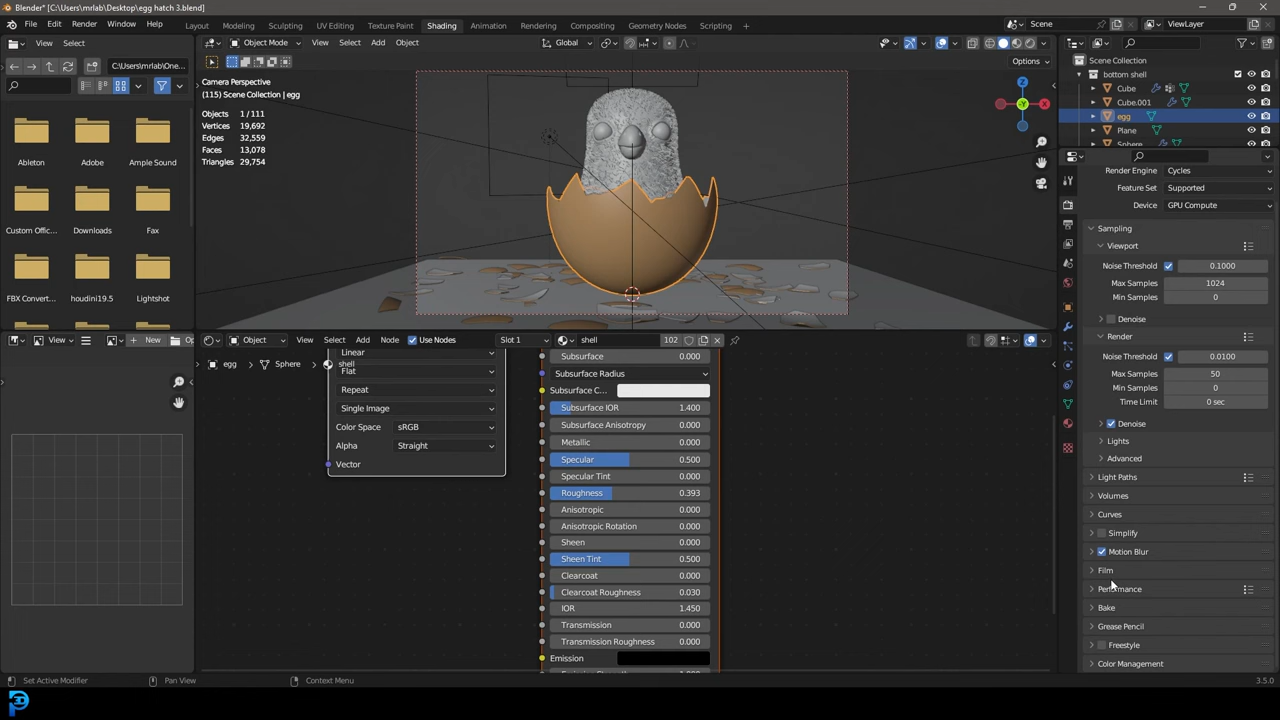 Blender* [C:\Users\mrlab\Desktop\egg hatch 3.blend]
File Edit Render Window Help Layout Modeling Sculpting UV Editing Texture Paint Shading Animation Rendering Compositing Geometry Nodes Scripting Scene ViewLayer
View Select
Object Mode View Select Add Object Global
C:\Users\mrlab\One...
Options
Ableton Adobe Ample Sound
Custom Offic... Downloads Fax
FBX Convert... houdini19.5 Lightshot
Camera Perspective
(115) Scene Collection | egg
Objects 1/111
Vertices 19,692
Edges 32,559
Faces 13,078
Triangles 29,754
Z
X
Y
Scene Collection
bottom shell
Cube
Cube.001
egg
Plane
Sphere
Render Engine Cycles
Feature Set Supported
Device GPU Compute
Sampling
Viewport
Noise Threshold 0.1000
Max Samples 1024
Min Samples 0
Denoise
Render
Noise Threshold 0.0100
Max Samples 50
Min Samples 0
Time Limit 0 sec
Denoise
Lights
Advanced
Light Paths
Volumes
Curves
Simplify
Motion Blur
Film
Performance
Bake
Grease Pencil
Freestyle
Color Management
View New Op
Object View Select Add Node Use Nodes Slot 1 shell 102
egg Sphere shell
Linear
Flat
Repeat
Single Image
Color Space sRGB
Alpha Straight
Vector
Subsurface 0.000
Subsurface Radius
Subsurface C...
Subsurface IOR 1.400
Subsurface Anisotropy 0.000
Metallic 0.000
Specular 0.500
Specular Tint 0.000
Roughness 0.393
Anisotropic 0.000
Anisotropic Rotation 0.000
Sheen 0.000
Sheen Tint 0.500
Clearcoat 0.000
Clearcoat Roughness 0.030
IOR 1.450
Transmission 0.000
Transmission Roughness 0.000
Emission
Set Active Modifier Pan View Context Menu 3.5.0